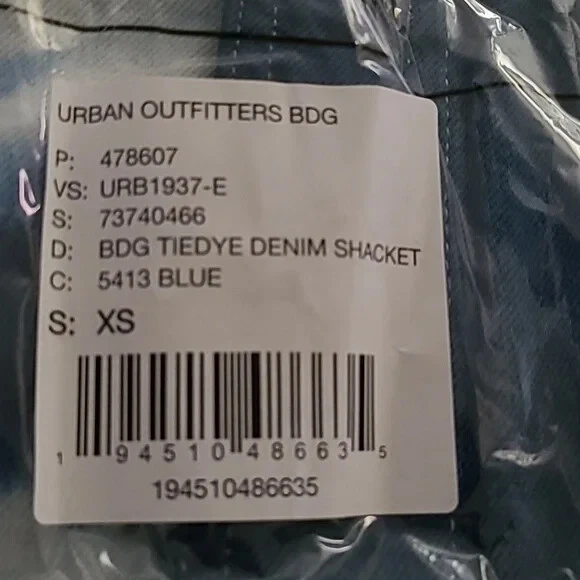 URBAN OUTFITTERS BDG
P: 478607
VS: URB1937-E
S: 73740466
D: BDG TIEDYE DENIM SHACKET
C: 5413 BLUE
S: XS
1 94510 48663 5
194510486635